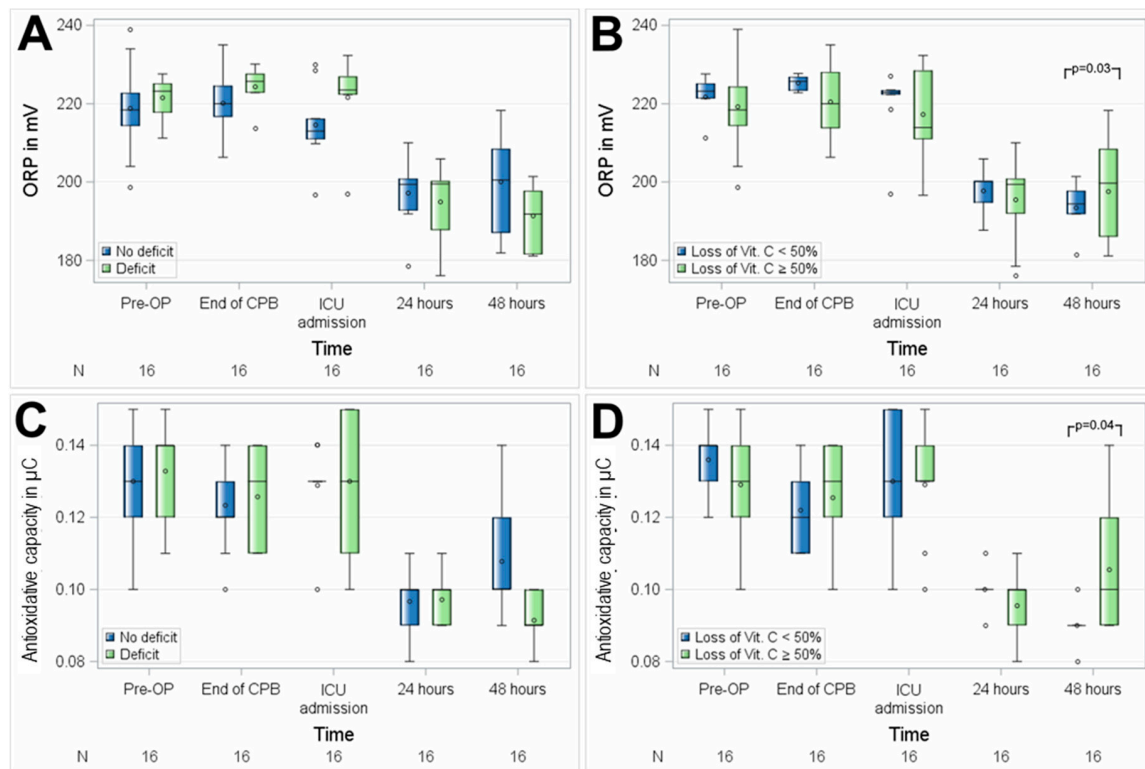 A
ORP in mV
240
220
200
180
No deficit
Deficit
Pre-OP End of CPB ICU admission 24 hours 48 hours
Time
N 16 16 16 16 16
B
ORP in mV
240
220
200
180
p=0.03
Loss of Vit. C < 50%
Loss of Vit. C ≥ 50%
Pre-OP End of CPB ICU admission 24 hours 48 hours
Time
N 16 16 16 16 16
C
Antioxidative capacity in µC
0.14
0.12
0.10
0.08
No deficit
Deficit
Pre-OP End of CPB ICU admission 24 hours 48 hours
Time
N 16 16 16 16 16
D
Antioxidative capacity in µC
0.14
0.12
0.10
0.08
p=0.04
Loss of Vit. C < 50%
Loss of Vit. C ≥ 50%
Pre-OP End of CPB ICU admission 24 hours 48 hours
Time
N 16 16 16 16 16